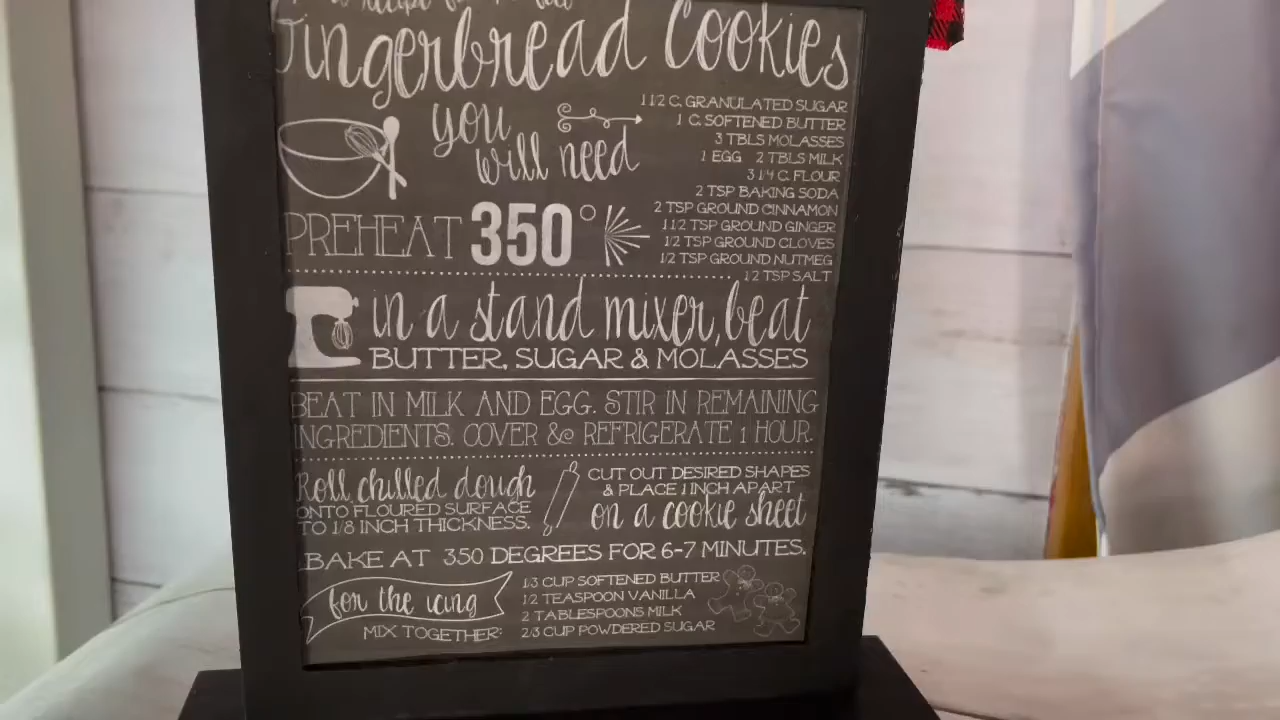 Gingerbread Cookies
you
will need
1 1/2 C. GRANULATED SUGAR
1 C. SOFTENED BUTTER
3 TBLS MOLASSES
1 EGG 2 TBLS MILK
3 1/4 C. FLOUR
2 TSP BAKING SODA
2 TSP GROUND CINNAMON
1 1/2 TSP GROUND GINGER
1/2 TSP GROUND CLOVES
1/2 TSP GROUND NUTMEG
1/2 TSP SALT
PREHEAT 350°
in a stand mixer, beat
BUTTER, SUGAR & MOLASSES
BEAT IN MILK AND EGG. STIR IN REMAINING
INGREDIENTS. COVER & REFRIGERATE 1 HOUR.
Roll chilled dough
ONTO FLOURED SURFACE
TO 1/8 INCH THICKNESS.
CUT OUT DESIRED SHAPES
& PLACE 1 INCH APART
on a cookie sheet
BAKE AT 350 DEGREES FOR 6-7 MINUTES.
for the icing
MIX TOGETHER:
1/3 CUP SOFTENED BUTTER
1/2 TEASPOON VANILLA
2 TABLESPOONS MILK
2/3 CUP POWDERED SUGAR